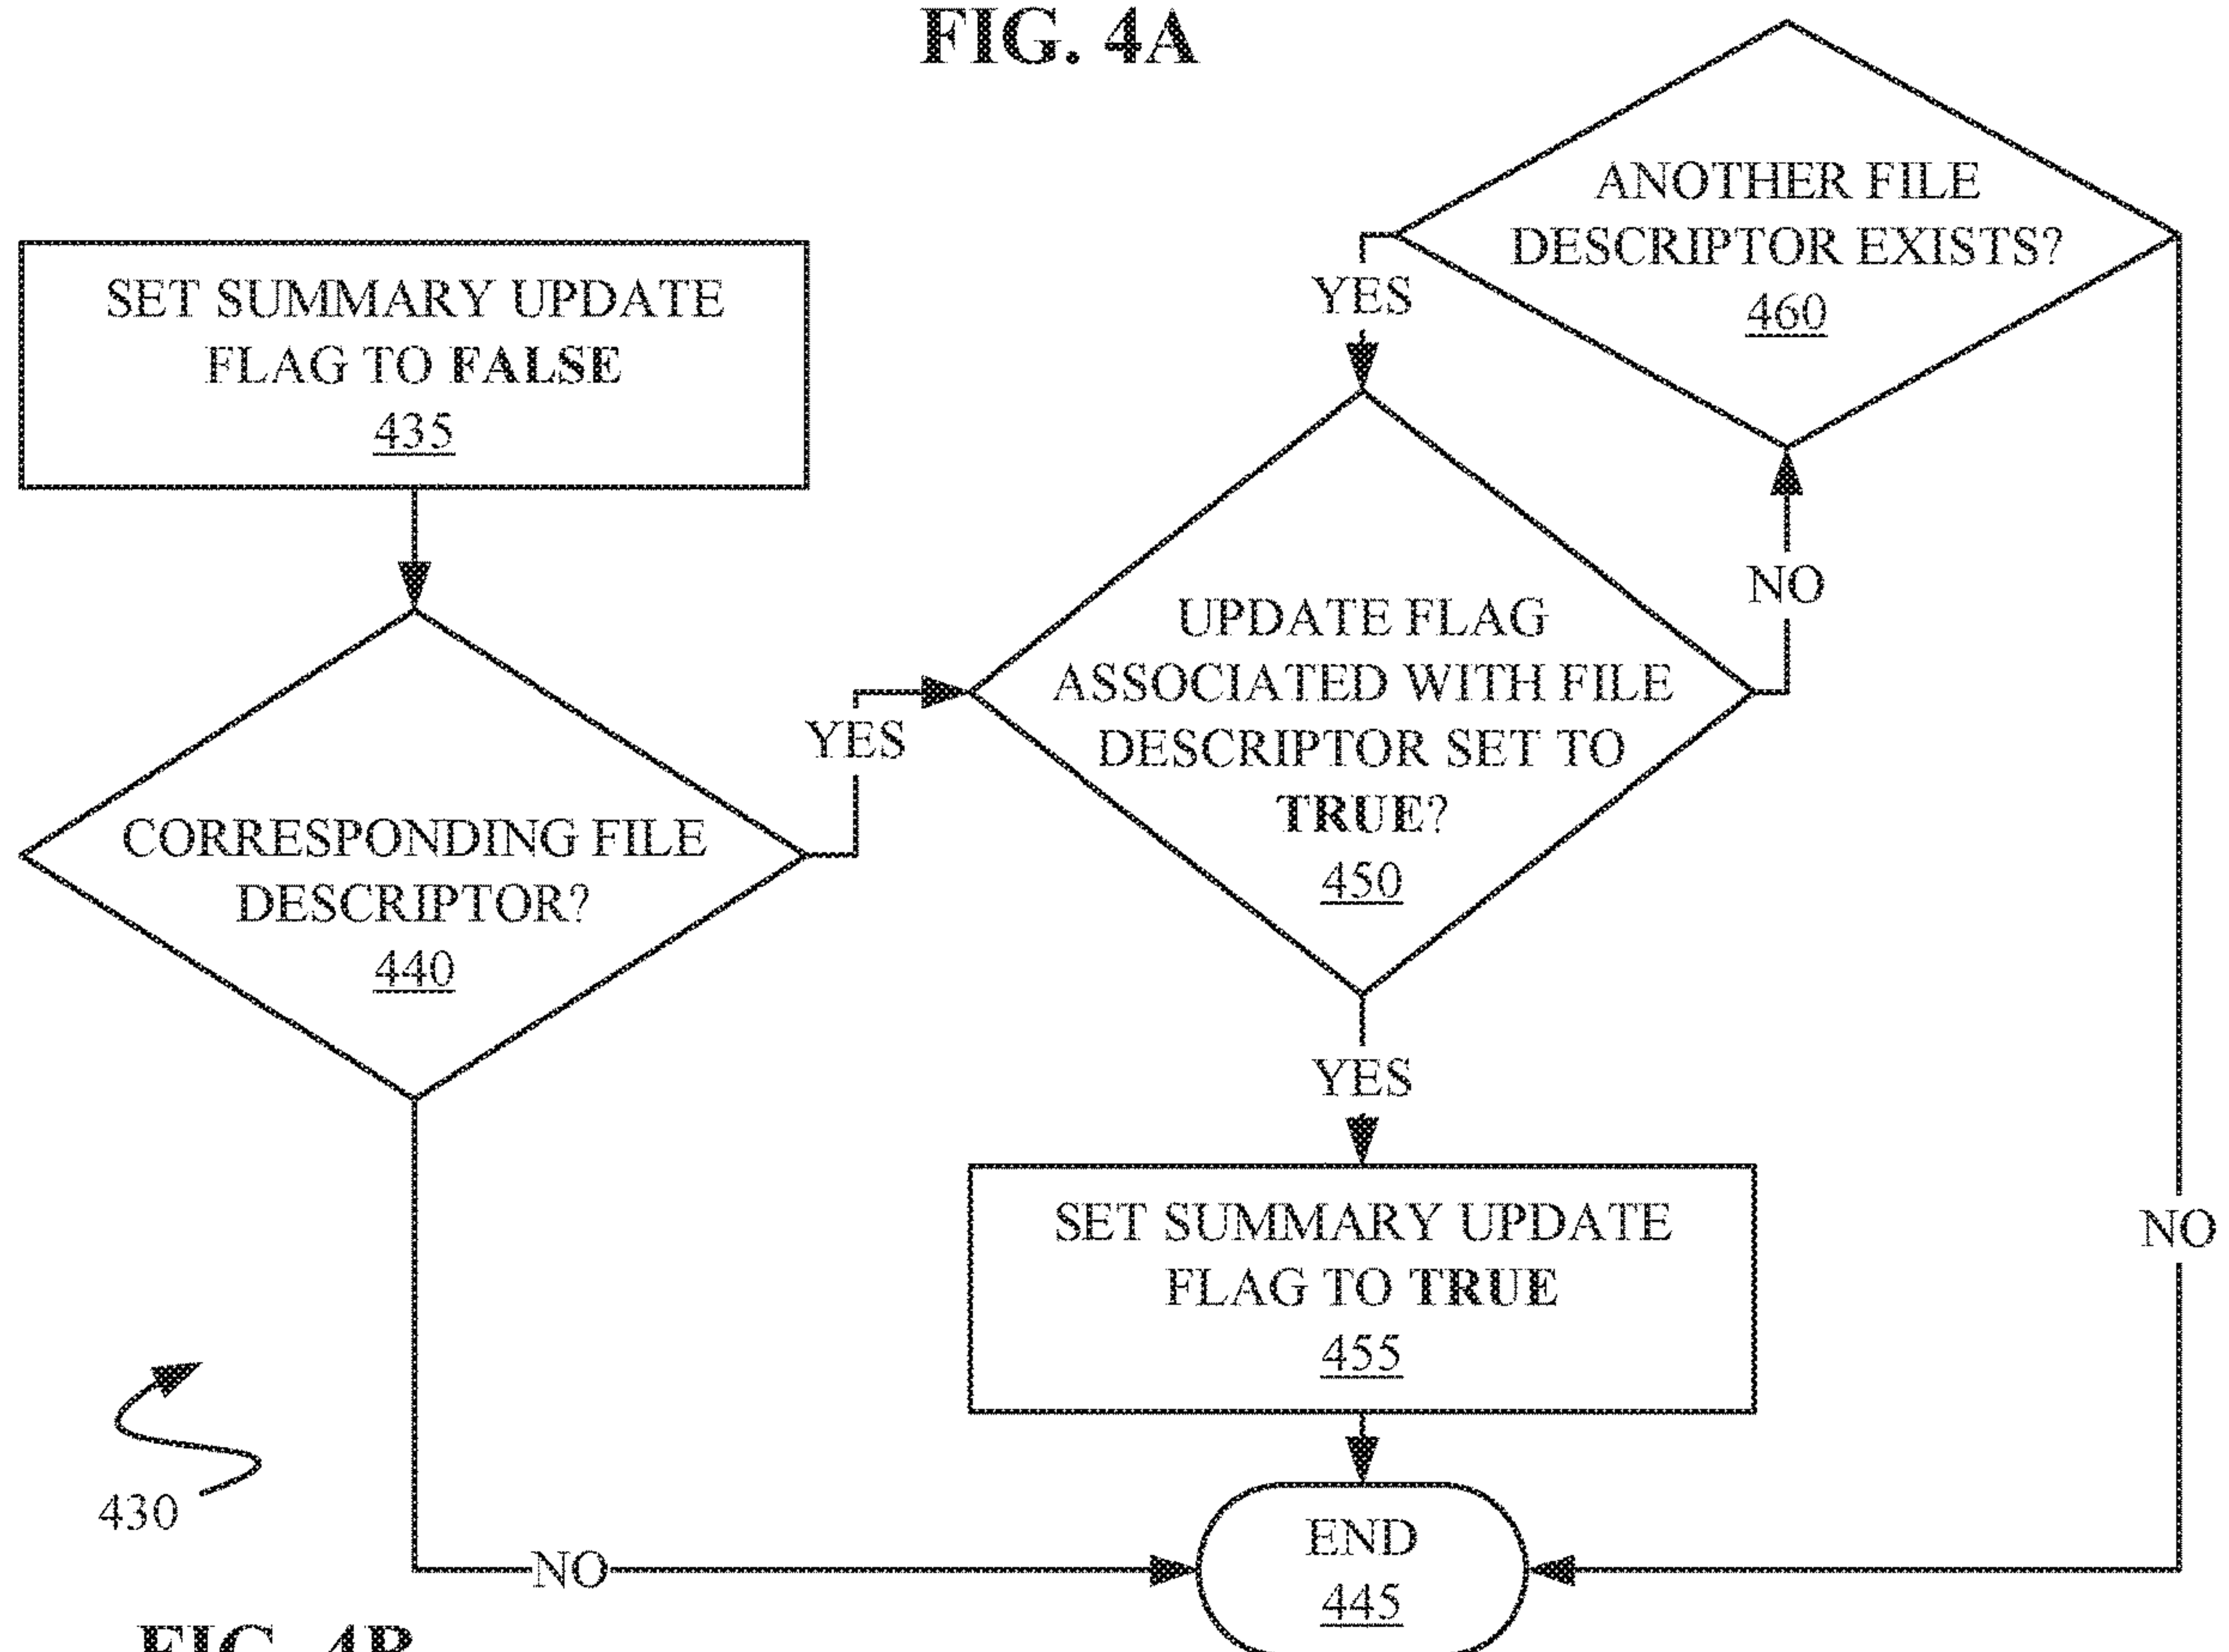 FIG. 4A
ANOTHER FILE
DESCRIPTOR EXISTS?
460
YES
SET SUMMARY UPDATE
FLAG TO FALSE
435
NO
UPDATE FLAG
ASSOCIATED WITH FILE
DESCRIPTOR SET TO
TRUE?
450
YES
CORRESPONDING FILE
DESCRIPTOR?
440
YES
SET SUMMARY UPDATE
FLAG TO TRUE
455
NO
430
NO
END
445
FIG. 4B